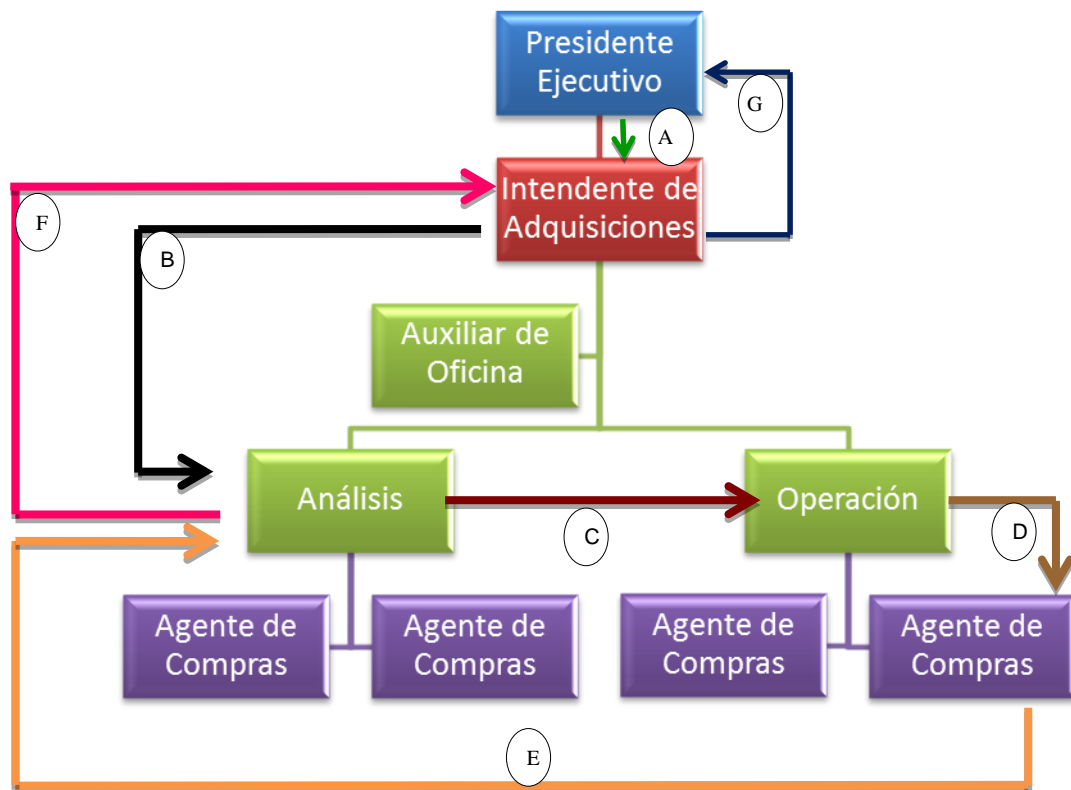 Presidente
Ejecutivo
G
A
Intendente de
Adquisiciones
F
B
Auxiliar de
Oficina
Análisis
Operación
C
D
Agente de
Compras
Agente de
Compras
Agente de
Compras
Agente de
Compras
E